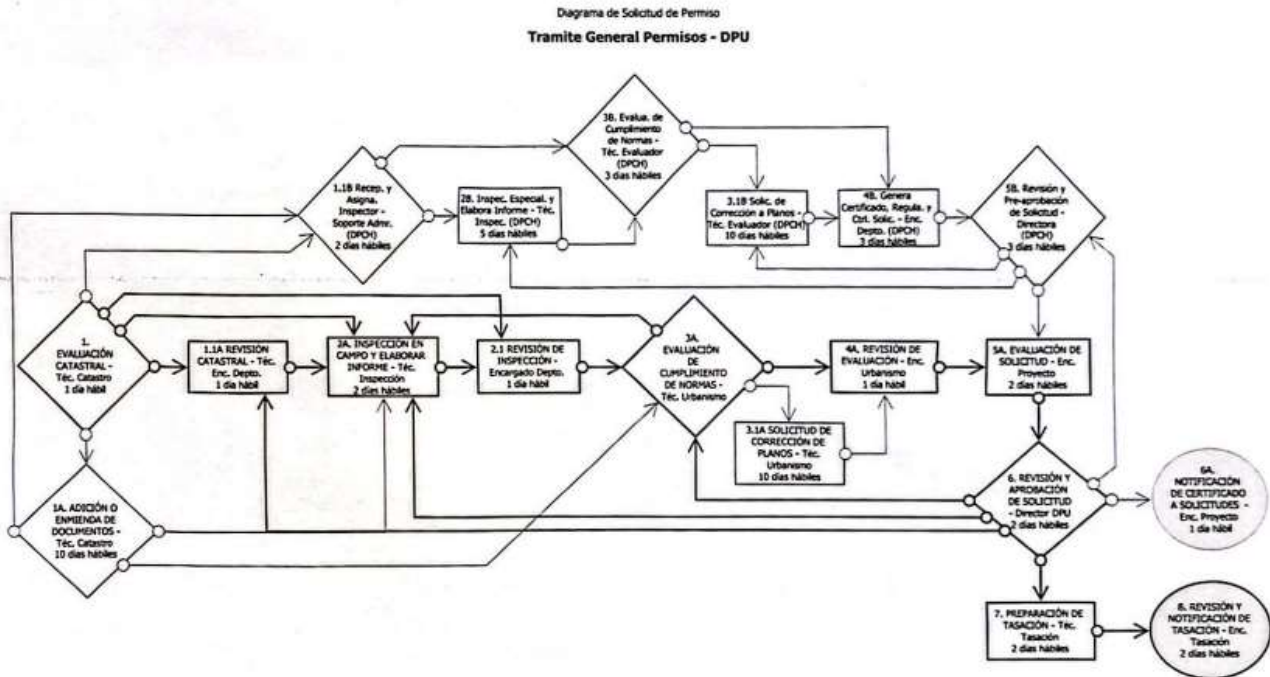 Diagrama de Solicitud de Permiso
Tramite General Permisos - DPU
3B. Evalua. de
Cumplimiento
de Normas -
Téc. Evaluador
(DPCH)
3 días hábiles
1.1B Recep. y
Asigna.
Inspector -
Soporte Admr.
(DPCH)
2 días hábiles
2B. Inspec. Especial. y
Elabora Informe - Téc.
Inspec. (DPCH)
5 días hábiles
3.1B Solic. de
Corrección a Planos -
Téc. Evaluador (DPCH)
10 días hábiles
4B. Genera
Certificado, Regula. y
Ctrl. Solic. - Enc.
Depto. (DPCH)
3 días hábiles
5B. Revisión y
Pre-aprobación
de Solicitud -
Directora
(DPCH)
3 días hábiles
1.
EVALUACIÓN
CATASTRAL -
Téc. Catastro
1 día hábil
1.1A REVISIÓN
CATASTRAL - Téc.
Enc. Depto.
1 día hábil
2A. INSPECCIÓN EN
CAMPO Y ELABORAR
INFORME - Téc.
Inspección
2 días hábiles
2.1 REVISIÓN DE
INSPECCIÓN -
Encargado Depto.
1 día hábil
3A.
EVALUACIÓN
DE
CUMPLIMIENTO
DE NORMAS -
Téc. Urbanismo
4A. REVISIÓN DE
EVALUACIÓN - Enc.
Urbanismo
1 día hábil
5A. EVALUACIÓN DE
SOLICITUD - Enc.
Proyecto
2 días hábiles
3.1A SOLICITUD DE
CORRECCIÓN DE
PLANOS - Téc.
Urbanismo
10 días hábiles
1A. ADICIÓN O
ENMIENDA DE
DOCUMENTOS -
Téc. Catastro
10 días hábiles
6. REVISIÓN Y
APROBACIÓN
DE SOLICITUD
- Director DPU
2 días hábiles
6A.
NOTIFICACIÓN
DE CERTIFICADO
A SOLICITUDES -
Enc. Proyecto
1 día hábil
7. PREPARACIÓN DE
TASACIÓN - Téc.
Tasación
2 días hábiles
8. REVISIÓN Y
NOTIFICACIÓN DE
TASACIÓN - Enc.
Tasación
2 días hábiles